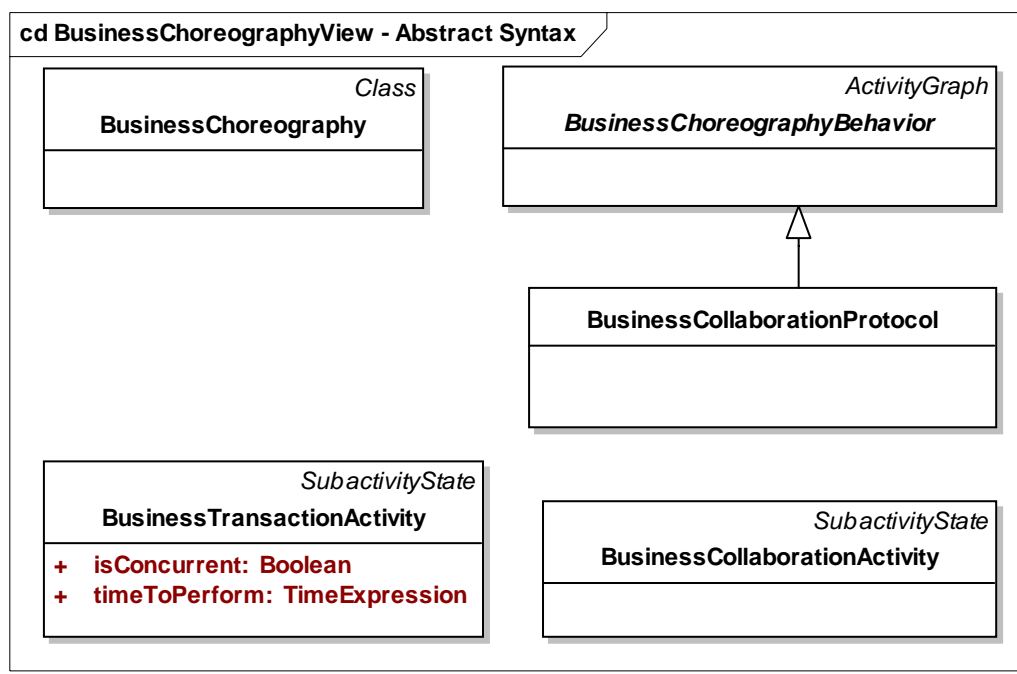 cd BusinessChoreographyView - Abstract Syntax
Class
BusinessChoreography
ActivityGraph
BusinessChoreographyBehavior
BusinessCollaborationProtocol
SubactivityState
BusinessTransactionActivity
+ isConcurrent: Boolean
+ timeToPerform: TimeExpression
SubactivityState
BusinessCollaborationActivity